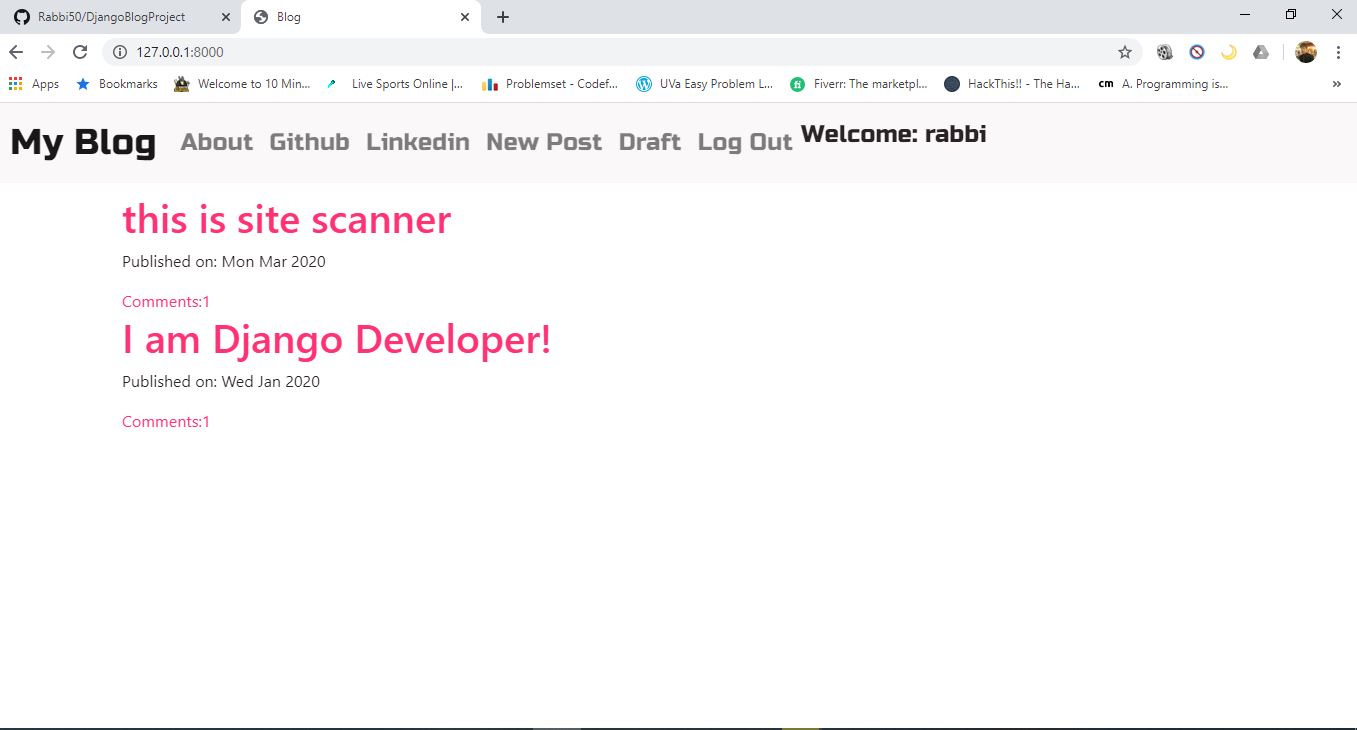 Rabbi50/DjangoBlogProject
Blog
127.0.0.1:8000
Apps
Bookmarks
Welcome to 10 Min...
Live Sports Online |...
Problemset - Codef...
UVa Easy Problem L...
Fiverr: The marketpl...
HackThis!! - The Ha...
cm
A. Programming is...
»
My Blog
About
Github
Linkedin
New Post
Draft
Log Out
Welcome: rabbi
this is site scanner
Published on: Mon Mar 2020
Comments:1
I am Django Developer!
Published on: Wed Jan 2020
Comments:1